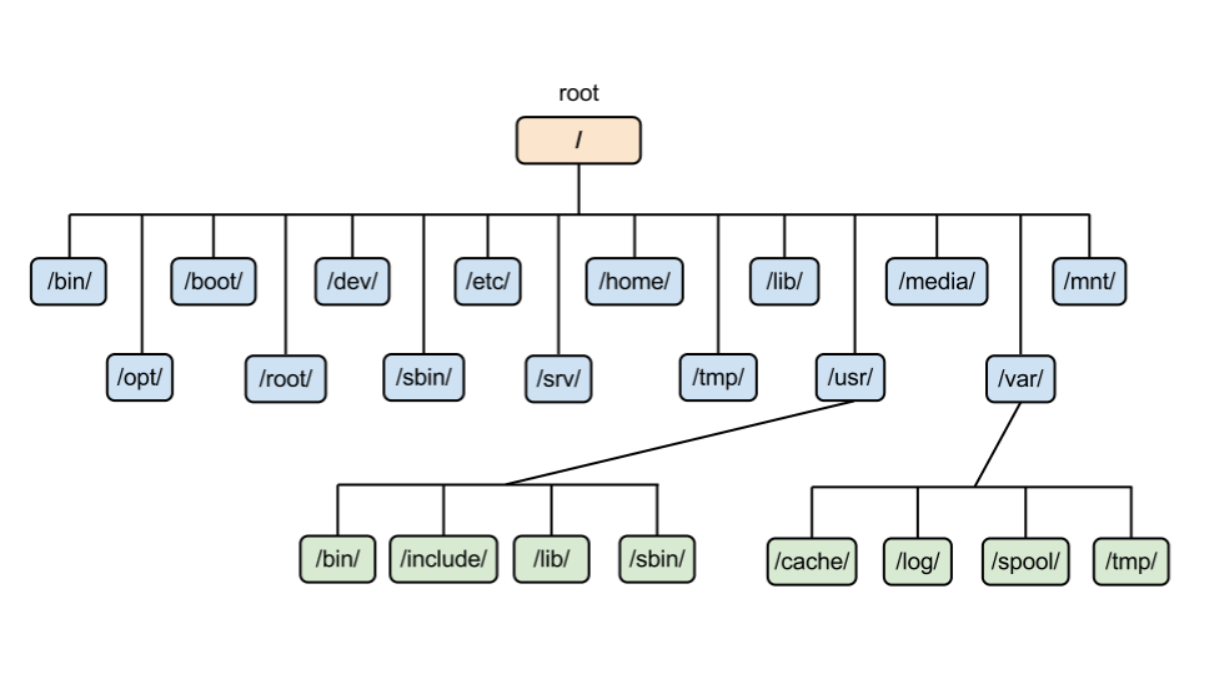 root
/
/bin/
/boot/
/dev/
/etc/
/home/
/lib/
/media/
/mnt/
/opt/
/root/
/sbin/
/srv/
/tmp/
/usr/
/var/
/bin/
/include/
/lib/
/sbin/
/cache/
/log/
/spool/
/tmp/